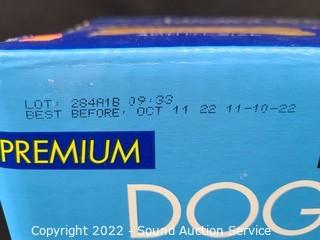 LOT: 284A1B 09:33
BEST BEFORE, OCT 11 22 11-10-22
PREMIUM
DOG
Copyright 2022 - Sound Auction Service